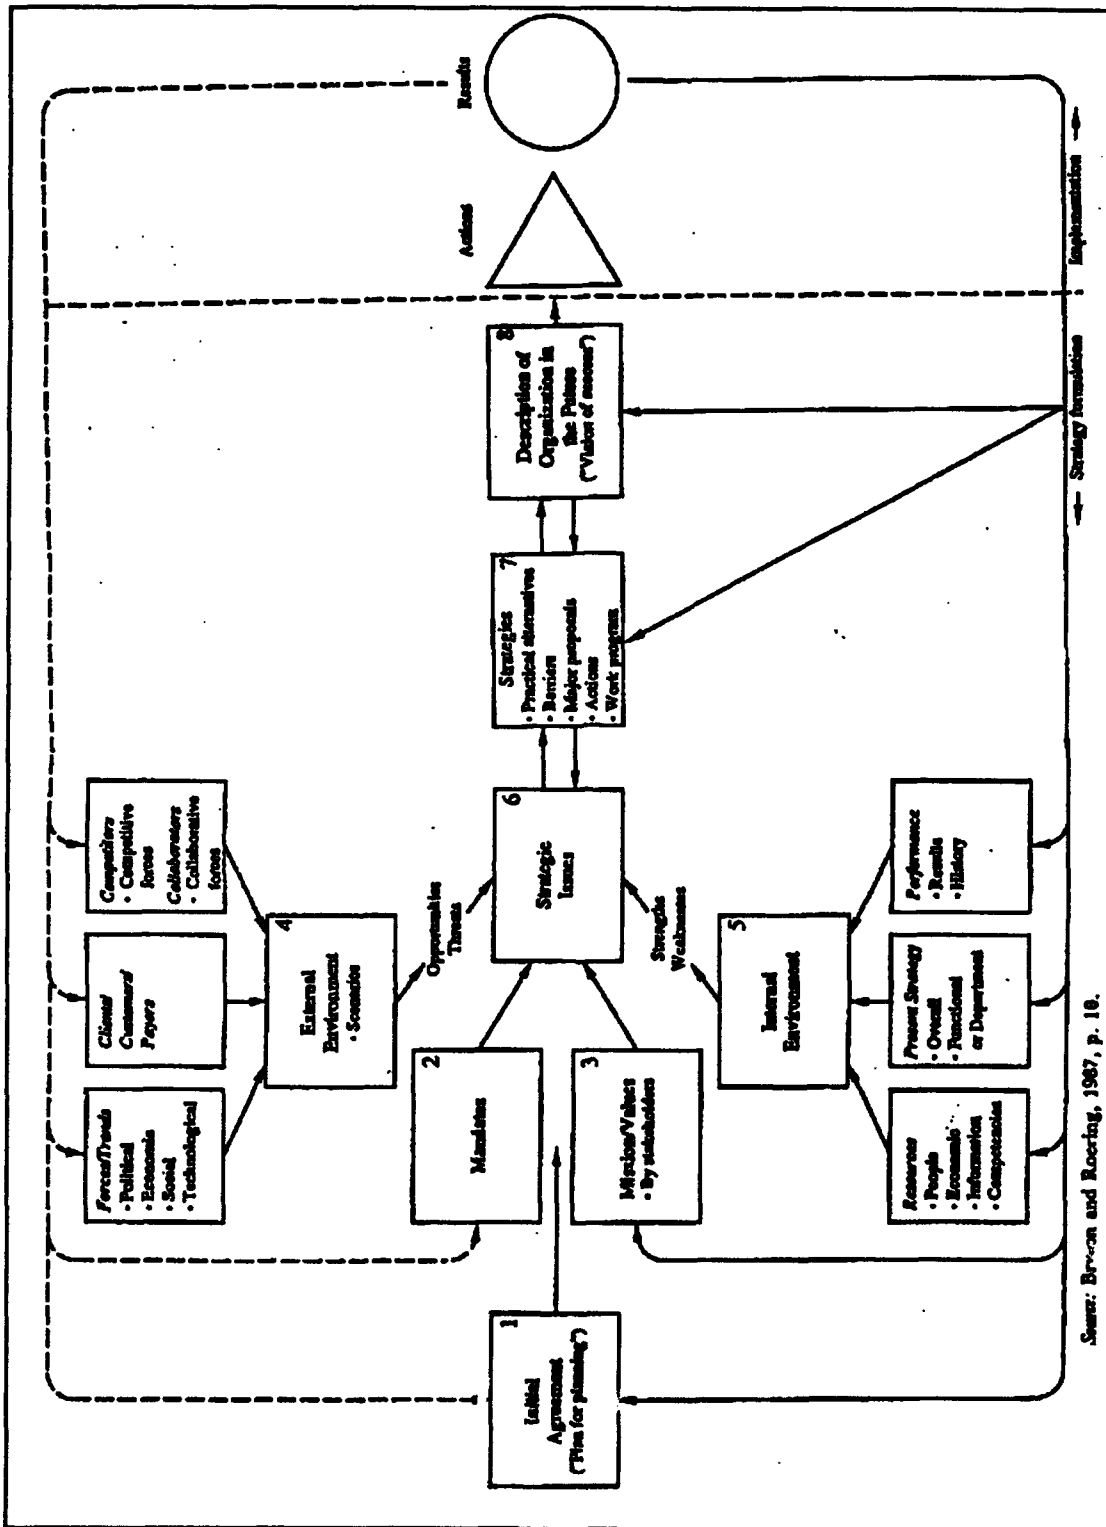 1
Initial
Agreement
("Plan for planning")
Forces/Trends
• Political
• Economic
• Social
• Technological
Clients/
Customers/
Payers
Competitors
• Competitive
forces
Collaborators
• Collaborative
forces
4
External
Environment
• Scenarios
Opportunities
Threats
2
Mandates
3
Mission/Values
• By stakeholders
Strengths
Weaknesses
5
Internal
Environment
Resources
• People
• Economic
• Information
• Competencies
Present Strategy
• Overall
• Functional
or Department
Performance
• Results
• History
6
Strategic
Issues
7
Strategies
• Practical alternatives
• Barriers
• Major proposals
• Actions
• Work program
8
Description of
Organization in
the Future
("Vision of success")
Actions
Results
Strategy formulation
Implementation
Source: Bryson and Roering, 1987, p. 10.